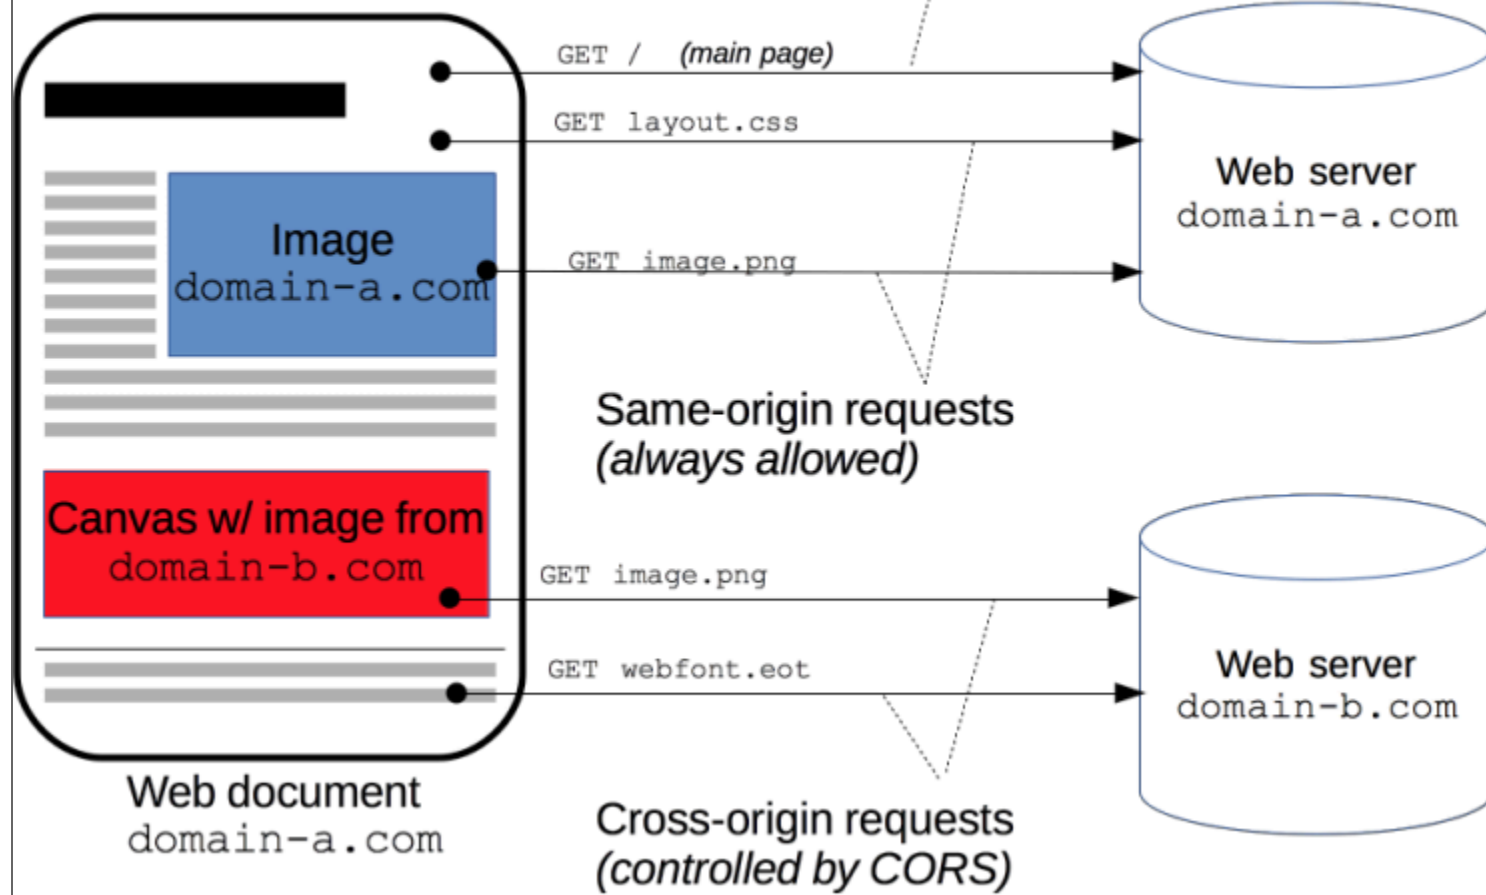 GET / (main page)
GET layout.css
Web server
domain-a.com
Image
domain-a.com
GET image.png
Same-origin requests
(always allowed)
Canvas w/ image from
domain-b.com
GET image.png
GET webfont.eot
Web server
domain-b.com
Web document
domain-a.com
Cross-origin requests
(controlled by CORS)